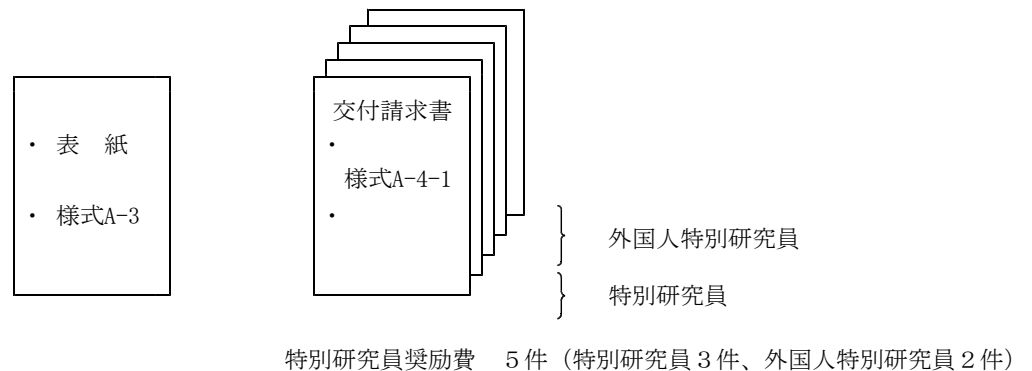 ・ 表 紙
・ 様式A-3
交付請求書
・
様式A-4-1
・
外国人特別研究員
特別研究員
特別研究員奨励費 ５件（特別研究員３件、外国人特別研究員２件）